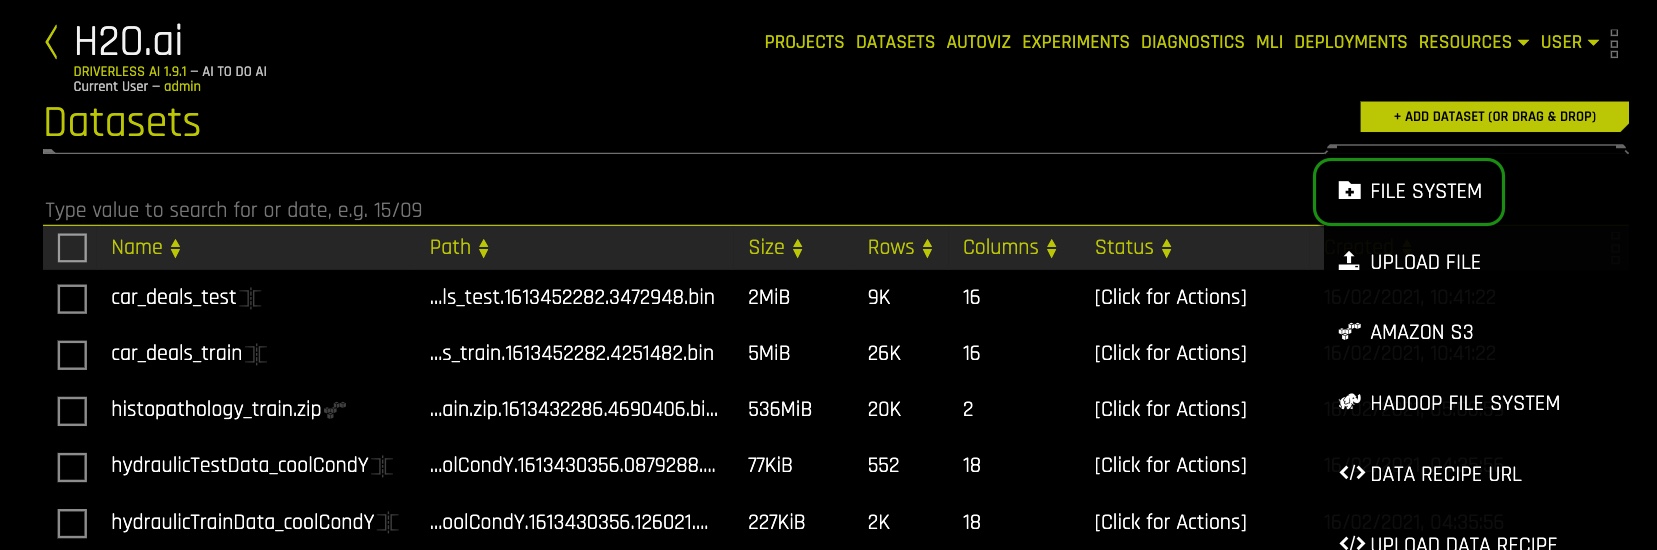 H2O.ai
DRIVERLESS AI 1.9.1 – AI TO DO AI
Current User – admin
PROJECTS DATASETS AUTOVIZ EXPERIMENTS DIAGNOSTICS MLI DEPLOYMENTS RESOURCES USER
Datasets
+ ADD DATASET (OR DRAG & DROP)
FILE SYSTEM
Type value to search for or date, e.g. 15/09
Name Path Size Rows Columns Status Created
UPLOAD FILE
car_deals_test ...ls_test.1613452282.3472948.bin 2MiB 9K 16 [Click for Actions] 16/02/2021, 10:41:22
AMAZON S3
car_deals_train ...s_train.1613452282.4251482.bin 5MiB 26K 16 [Click for Actions] 16/02/2021, 10:41:22
HADOOP FILE SYSTEM
histopathology_train.zip ...ain.zip.1613432286.4690406.bi... 536MiB 20K 2 [Click for Actions]
hydraulicTestData_coolCondY ...olCondY.1613430356.0879288.... 77KiB 552 18 [Click for Actions]
DATA RECIPE URL
hydraulicTrainData_coolCondY ...oolCondY.1613430356.126021.... 227KiB 2K 18 [Click for Actions] 16/02/2021, 04:35:56
UPLOAD DATA RECIPE